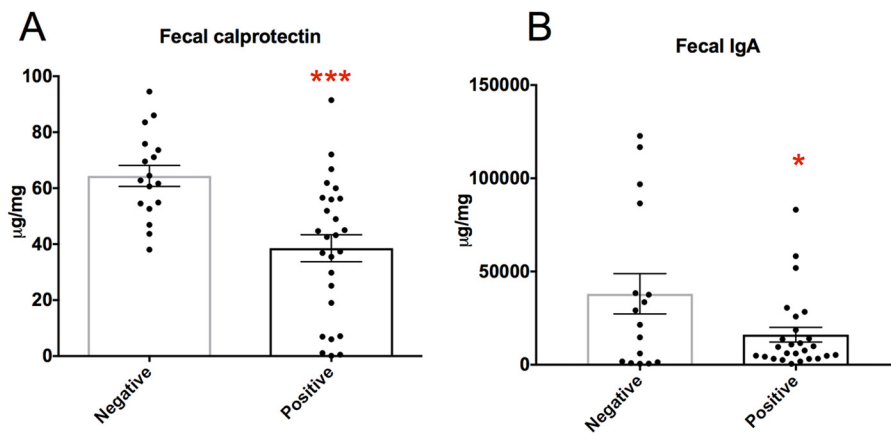 A
Fecal calprotectin
***
100
80
60
40
20
0
µg/mg
Negative
Positive
B
Fecal IgA
*
150000
100000
50000
0
µg/mg
Negative
Positive